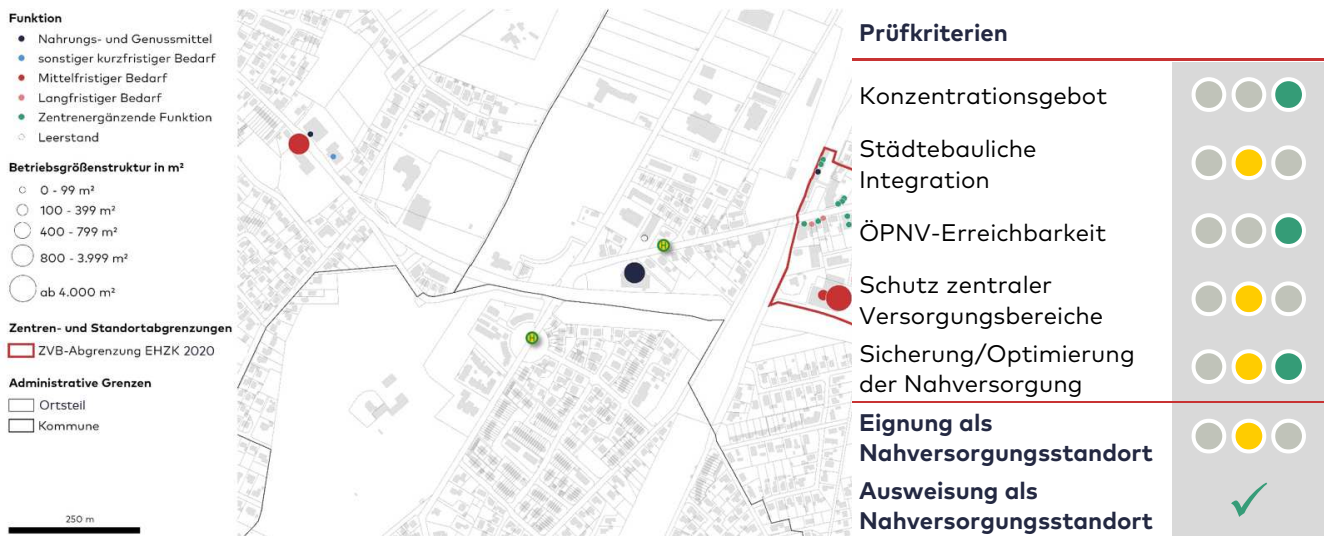 Funktion
Nahrungs- und Genussmittel
sonstiger kurzfristiger Bedarf
Mittelfristiger Bedarf
Langfristiger Bedarf
Zentrenergänzende Funktion
Leerstand
Betriebsgrößenstruktur in m²
0 - 99 m²
100 - 399 m²
400 - 799 m²
800 - 3.999 m²
ab 4.000 m²
Zentren- und Standortabgrenzungen
ZVB-Abgrenzung EHZK 2020
Administrative Grenzen
Ortsteil
Kommune
250 m
H
H
Prüfkriterien
Konzentrationsgebot
Städtebauliche
Integration
ÖPNV-Erreichbarkeit
Schutz zentraler
Versorgungsbereiche
Sicherung/Optimierung
der Nahversorgung
Eignung als
Nahversorgungsstandort
Ausweisung als
Nahversorgungsstandort